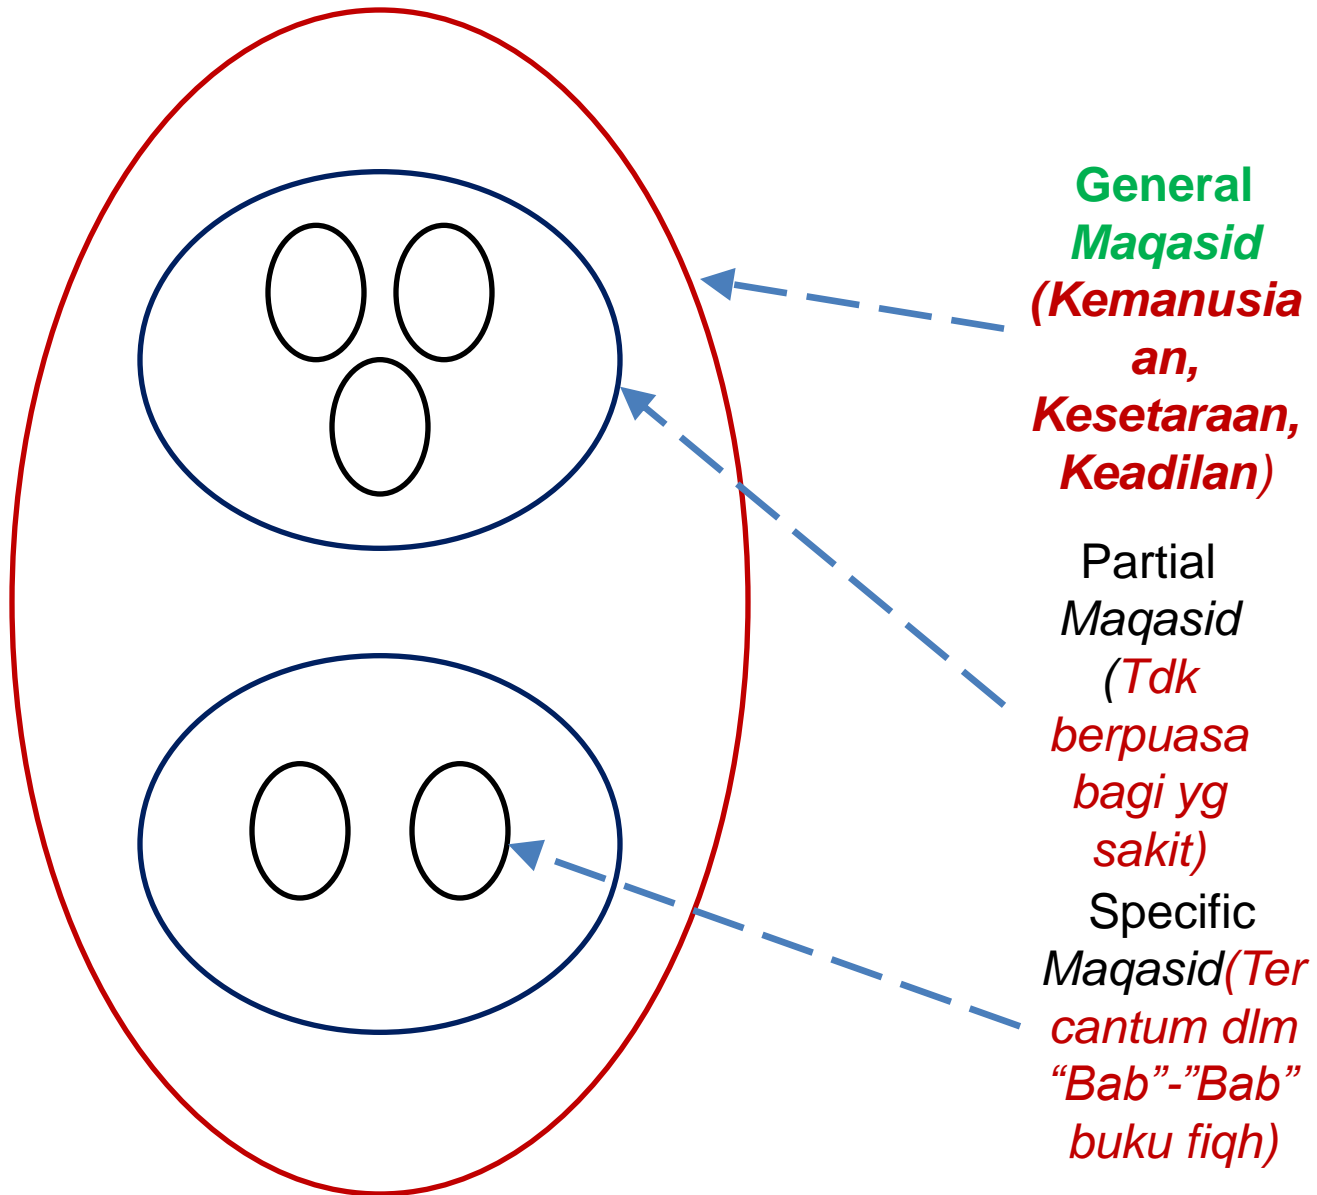 General
Maqasid
(Kemanusia
an,
Kesetaraan,
Keadilan)
Partial
Maqasid
(Tdk
berpuasa
bagi yg
sakit)
Specific
Maqasid(Ter
cantum dlm
“Bab”-”Bab”
buku fiqh)